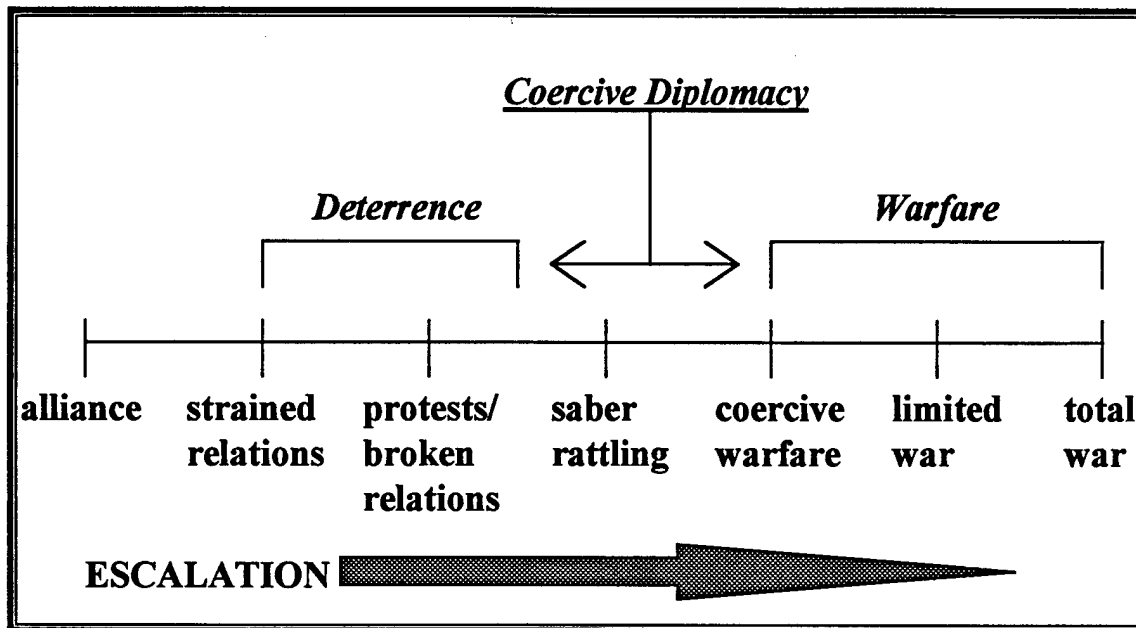 Coercive Diplomacy
Deterrence
Warfare
alliance
strained
relations
protests/
broken
relations
saber
rattling
coercive
warfare
limited
war
total
war
ESCALATION